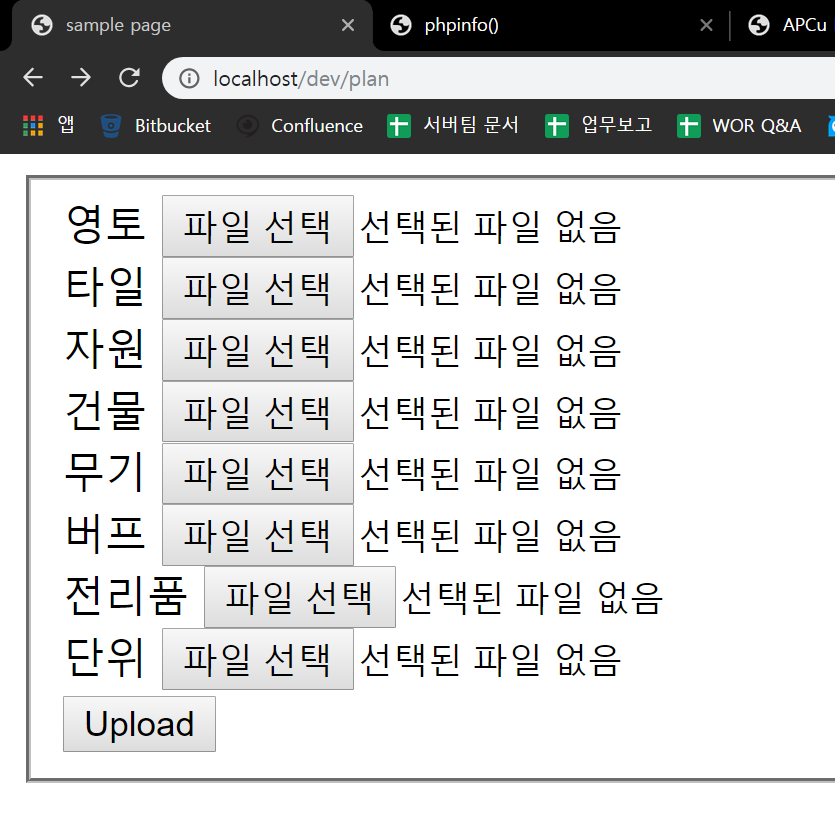 sample page
phpinfo()
APCu
localhost/dev/plan
앱 Bitbucket Confluence 서버팀 문서 업무보고 WOR Q&A
영토 파일 선택 선택된 파일 없음
타일 파일 선택 선택된 파일 없음
자원 파일 선택 선택된 파일 없음
건물 파일 선택 선택된 파일 없음
무기 파일 선택 선택된 파일 없음
버프 파일 선택 선택된 파일 없음
전리품 파일 선택 선택된 파일 없음
단위 파일 선택 선택된 파일 없음
Upload